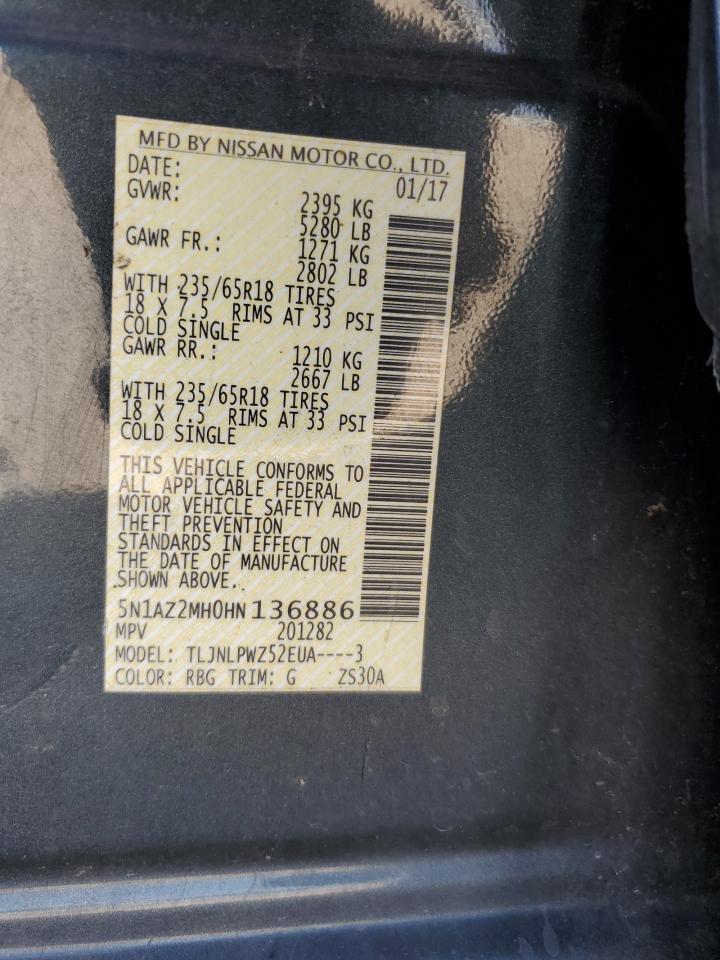 MFD BY NISSAN MOTOR CO., LTD.
DATE: 01/17
GVWR: 2395 KG
5280 LB
GAWR FR.: 1271 KG
2802 LB
WITH 235/65R18 TIRES
18 X 7.5 RIMS AT 33 PSI
COLD SINGLE
GAWR RR.: 1210 KG
2667 LB
WITH 235/65R18 TIRES
18 X 7.5 RIMS AT 33 PSI
COLD SINGLE
THIS VEHICLE CONFORMS TO
ALL APPLICABLE FEDERAL
MOTOR VEHICLE SAFETY AND
THEFT PREVENTION
STANDARDS IN EFFECT ON
THE DATE OF MANUFACTURE
SHOWN ABOVE.
5N1AZ2MH0HN136886
MPV 201282
MODEL: TLJNLPWZ52EUA----3
COLOR: RBG TRIM: G ZS30A